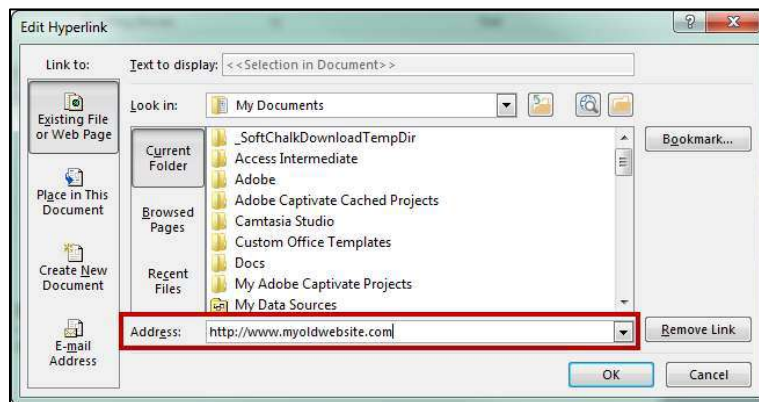 Edit Hyperlink
Link to:
Text to display: <<Selection in Document>>
Existing File
or Web Page
Look in: My Documents
Current
Folder
_SoftChalkDownloadTempDir
Access Intermediate
Adobe
Adobe Captivate Cached Projects
Camtasia Studio
Custom Office Templates
Docs
My Adobe Captivate Projects
My Data Sources
Bookmark...
Place in This
Document
Browsed
Pages
Create New
Document
Recent
Files
E-mail
Address
Address: http://www.myoldwebsite.com
Remove Link
OK
Cancel